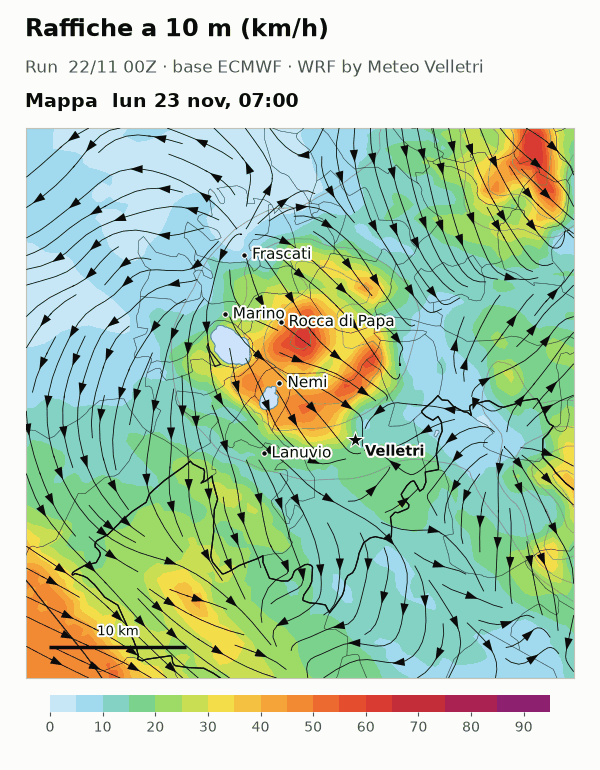 Raffiche a 10 m (km/h)
Run 22/11 00Z · base ECMWF · WRF by Meteo Velletri
Mappa lun 23 nov, 07:00
Frascati
Marino
Rocca di Papa
Nemi
Velletri
Lanuvio
10 km
0 10 20 30 40 50 60 70 80 90